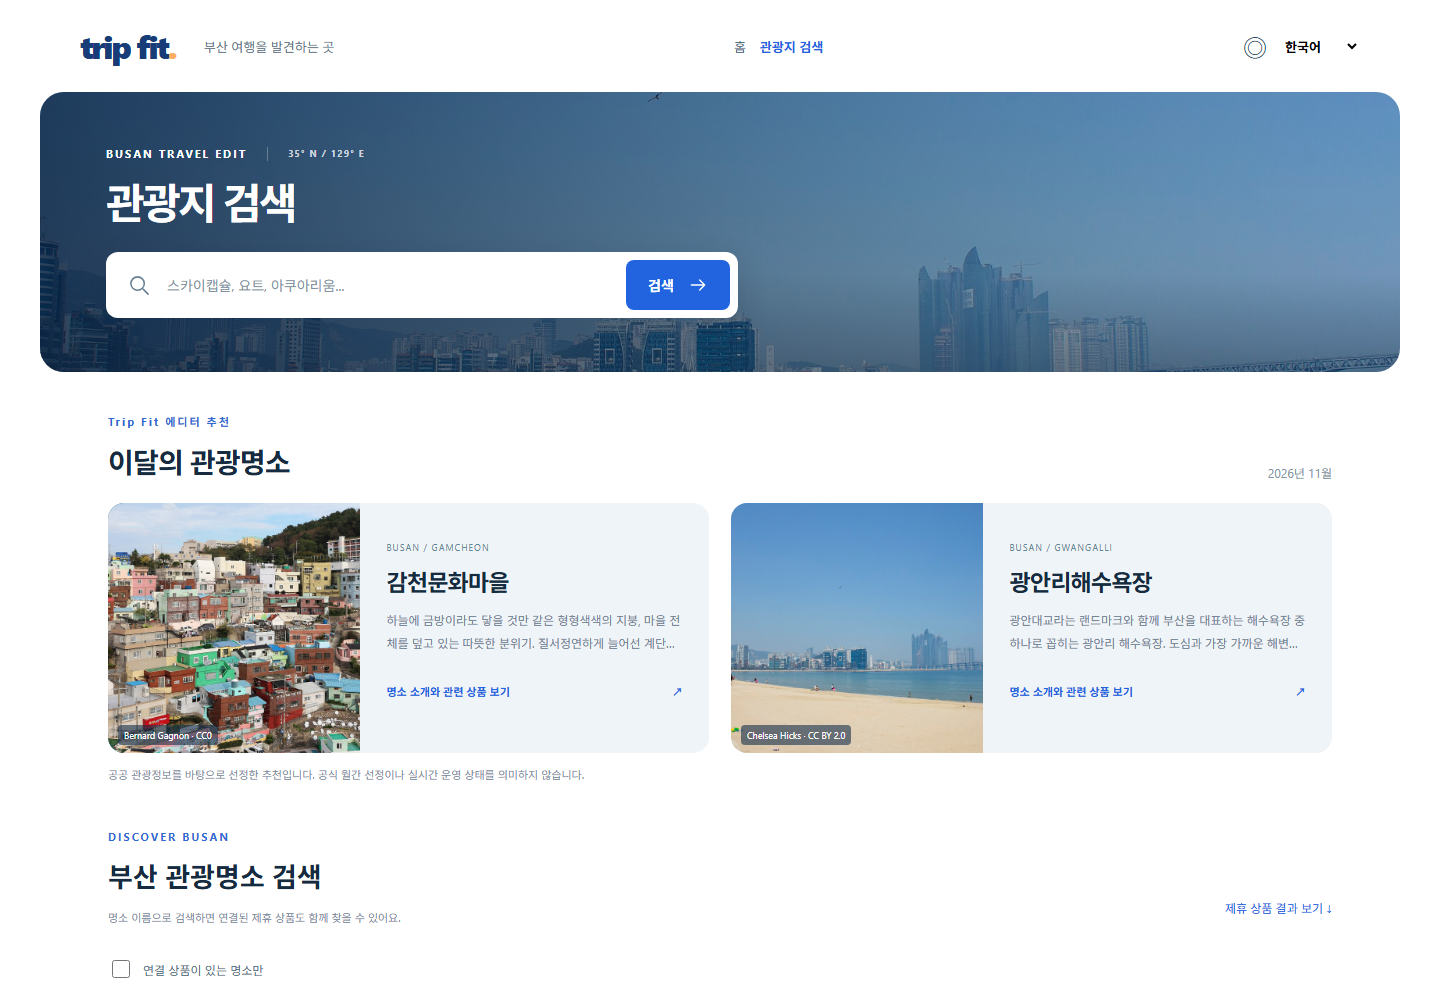 trip fit.
부산 여행을 발견하는 곳
홈
관광지 검색
한국어
BUSAN TRAVEL EDIT
35° N / 129° E
관광지 검색
스카이캡슐, 요트, 아쿠아리움...
검색 →
Trip Fit 에디터 추천
이달의 관광명소
2026년 11월
BUSAN / GAMCHEON
감천문화마을
하늘에 금방이라도 닿을 것만 같은 형형색색의 지붕, 마을 전
체를 덮고 있는 따뜻한 분위기. 질서정연하게 늘어선 계단...
명소 소개와 관련 상품 보기 ↗
Bernard Gagnon · CC0
BUSAN / GWANGALLI
광안리해수욕장
광안대교라는 랜드마크와 함께 부산을 대표하는 해수욕장 중
하나로 꼽히는 광안리 해수욕장. 도심과 가장 가까운 해변...
명소 소개와 관련 상품 보기 ↗
Chelsea Hicks · CC BY 2.0
공공 관광정보를 바탕으로 선정한 추천입니다. 공식 월간 선정이나 실시간 운영 상태를 의미하지 않습니다.
DISCOVER BUSAN
부산 관광명소 검색
명소 이름으로 검색하면 연결된 제휴 상품도 함께 찾을 수 있어요.
제휴 상품 결과 보기 ↓
연결 상품이 있는 명소만